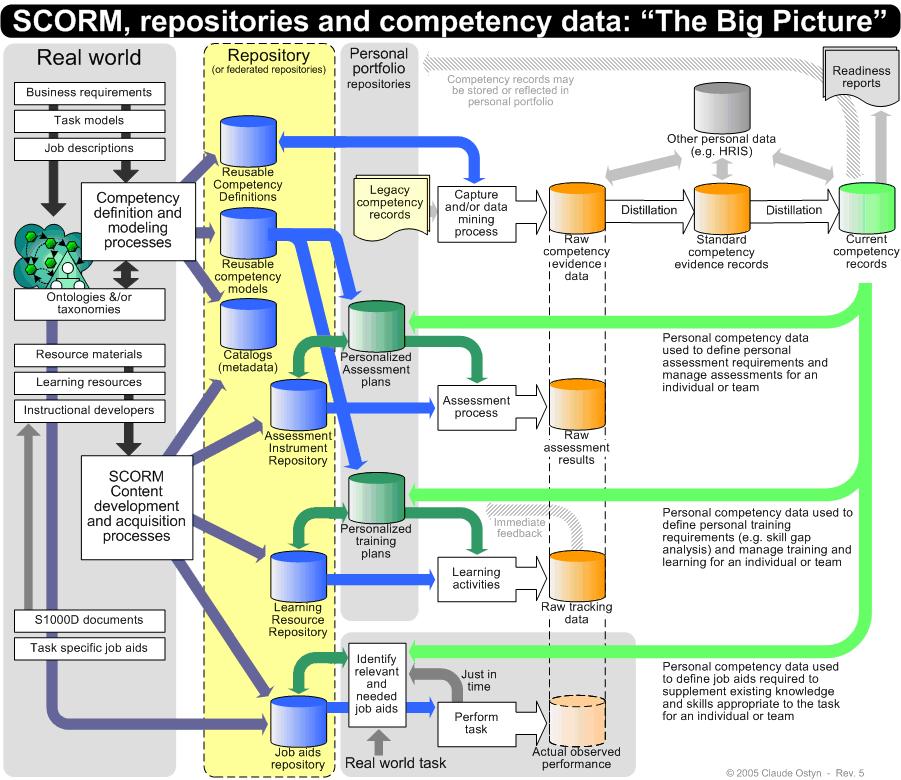 SCORM, repositories and competency data: “The Big Picture”
Real world
Business requirements
Task models
Job descriptions
Competency
definition and
modeling
processes
Ontologies &/or
taxonomies
Resource materials
Learning resources
Instructional developers
SCORM
Content
development
and acquisition
processes
S1000D documents
Task specific job aids
Repository
(or federated repositories)
Reusable
Competency
Definitions
Reusable
competency
models
Catalogs
(metadata)
Assessment
Instrument
Repository
Learning
Resource
Repository
Job aids
repository
Personal
portfolio
repositories
Legacy
competency
records
Personalized
Assessment
plans
Personalized
training plans
Identify
relevant
and
needed
job aids
Real world task
Competency records may
be stored or reflected in
personal portfolio
Capture
and/or data
mining
process
Raw
competency
evidence
data
Distillation
Other personal data
(e.g. HRIS)
Standard
competency
evidence records
Distillation
Readiness
reports
Current
competency
records
Assessment
process
Raw
assessment
results
Personal competency data
used to define personal
assessment requirements and
manage assessments for an
individual or team
Immediate
feedback
Learning
activities
Raw tracking
data
Personal competency data used to
define personal training
requirements (e.g. skill gap
analysis) and manage training and
learning for an individual or team
Just in
time
Perform
task
Actual observed
performance
Personal competency data used
to define job aids required to
supplement existing knowledge
and skills appropriate to the task
for an individual or team
© 2005 Claude Ostyn - Rev. 5